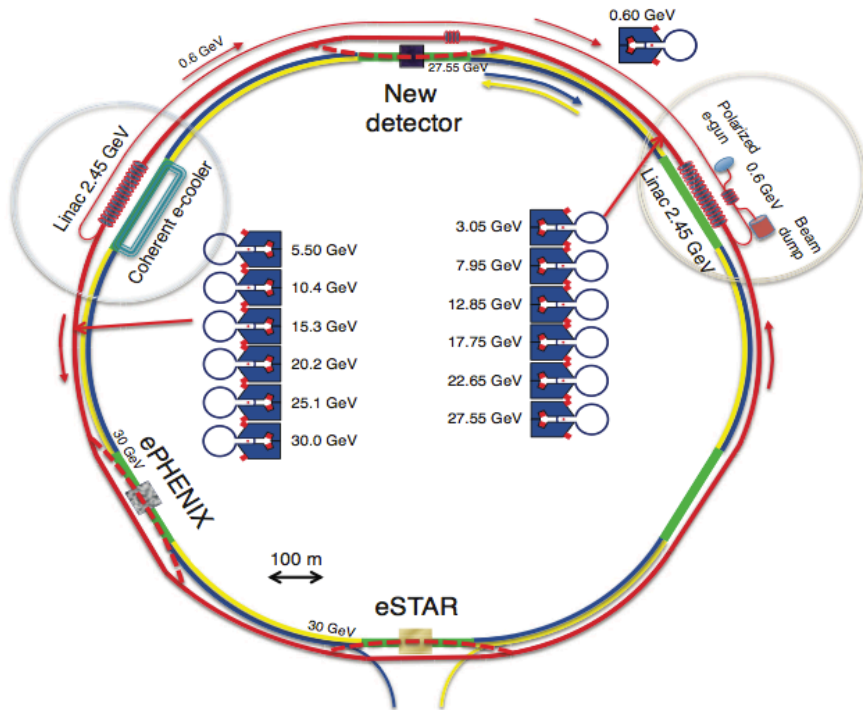 0.60 GeV
0.6 GeV
27.55 GeV
New
detector
Linac 2.45 GeV
Coherent e-cooler
Polarized
e-gun
0.6 GeV
Beam
dump
Linac 2.45 GeV
5.50 GeV
10.4 GeV
15.3 GeV
20.2 GeV
25.1 GeV
30.0 GeV
3.05 GeV
7.95 GeV
12.85 GeV
17.75 GeV
22.65 GeV
27.55 GeV
30 GeV
ePHENIX
100 m
eSTAR
30 GeV